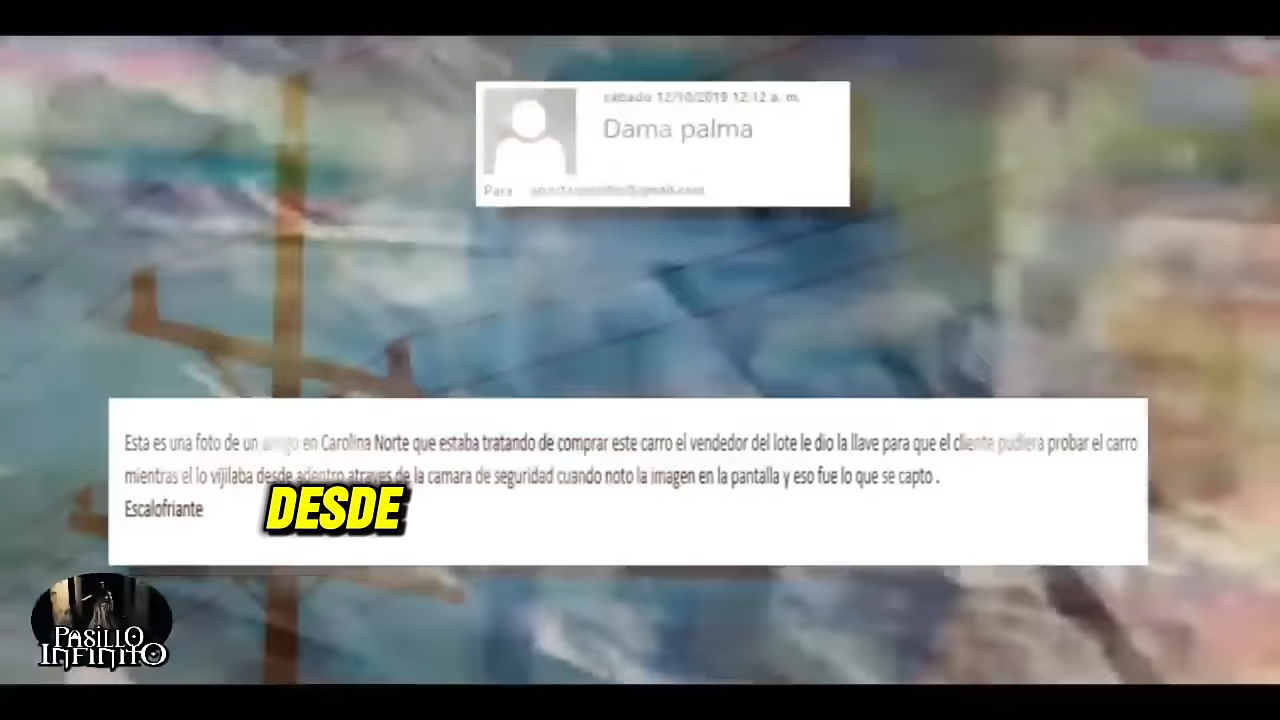 sábado 12/10/2019 12:12 a. m.
Dama palma
Para
Esta es una foto de un amigo en Carolina Norte que estaba tratando de comprar este carro el vendedor del lote le dio la llave para que el cliente pudiera probar el carro
mientras el lo vijilaba desde adentro atraves de la camara de seguridad cuando noto la imagen en la pantalla y eso fue lo que se capto .
Escalofriante
DESDE
PASILLO
INFINITO